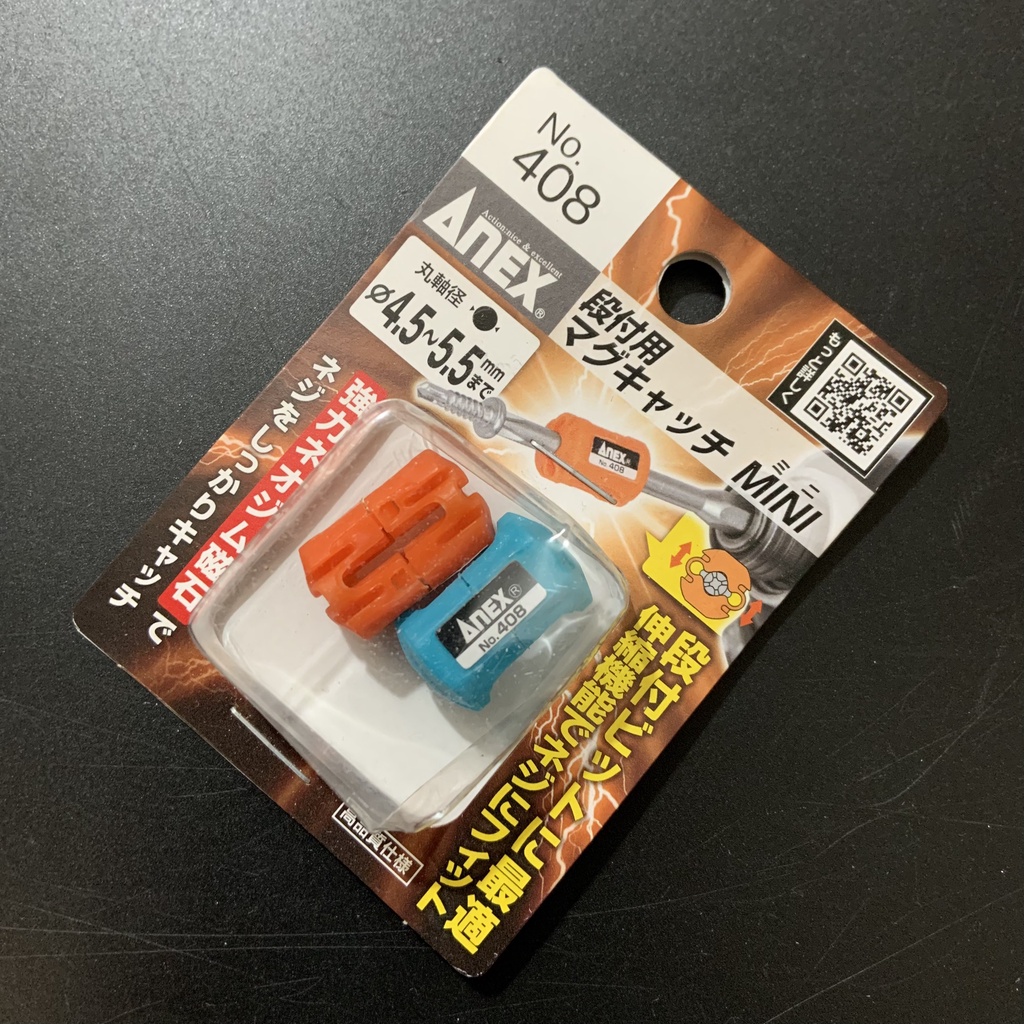 No.
408
Action:nice & excellent
ANEX®
丸軸径
ø4.5~5.5mmまで
段付用
マグキャッチ MINI
ミニ
もっと詳しく
強力ネオジム磁石で
ネジをしっかりキャッチ
ANEX®
No.408
ANEX®
No.408
段付ビットに最適
伸縮機能でネジにフィット
高品質仕様